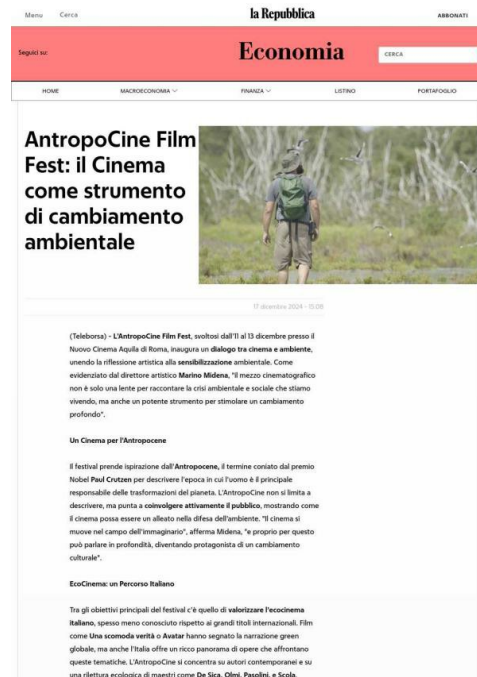 Menu Cerca la Repubblica ABBONATI
Seguici su: Economia CERCA
HOME MACROECONOMIA FINANZA LISTINO PORTAFOGLIO
AntropoCine Film
Fest: il Cinema
come strumento
di cambiamento
ambientale
17 dicembre 2024 - 15.08
(Teleborsa) - L'AntropoCine Film Fest, svoltosi dall'11 al 13 dicembre presso il
Nuovo Cinema Aquila di Roma, inaugura un dialogo tra cinema e ambiente,
unendo la riflessione artistica alla sensibilizzazione ambientale. Come
evidenziato dal direttore artistico Marino Midena, "il mezzo cinematografico
non è solo una lente per raccontare la crisi ambientale e sociale che stiamo
vivendo, ma anche un potente strumento per stimolare un cambiamento
profondo".
Un Cinema per l'Antropocene
Il festival prende ispirazione dall'Antropocene, il termine coniato dal premio
Nobel Paul Crutzen per descrivere l'epoca in cui l'uomo è il principale
responsabile delle trasformazioni del pianeta. L'AntropoCine non si limita a
descrivere, ma punta a coinvolgere attivamente il pubblico, mostrando come
il cinema possa essere un alleato nella difesa dell'ambiente. "Il cinema si
muove nel campo dell'immaginario", afferma Midena, "e proprio per questo
può parlare in profondità, diventando protagonista di un cambiamento
culturale".
EcoCinema: un Percorso Italiano
Tra gli obiettivi principali del festival c'è quello di valorizzare l'ecocinema
italiano, spesso meno conosciuto rispetto ai grandi titoli internazionali. Film
come Una scomoda verità o Avatar hanno segnato la narrazione green
globale, ma anche l'Italia offre un ricco panorama di opere che affrontano
queste tematiche. L'AntropoCine si concentra su autori contemporanei e su
una rilettura ecologica di maestri come De Sica, Olmi, Pasolini, e Scola,